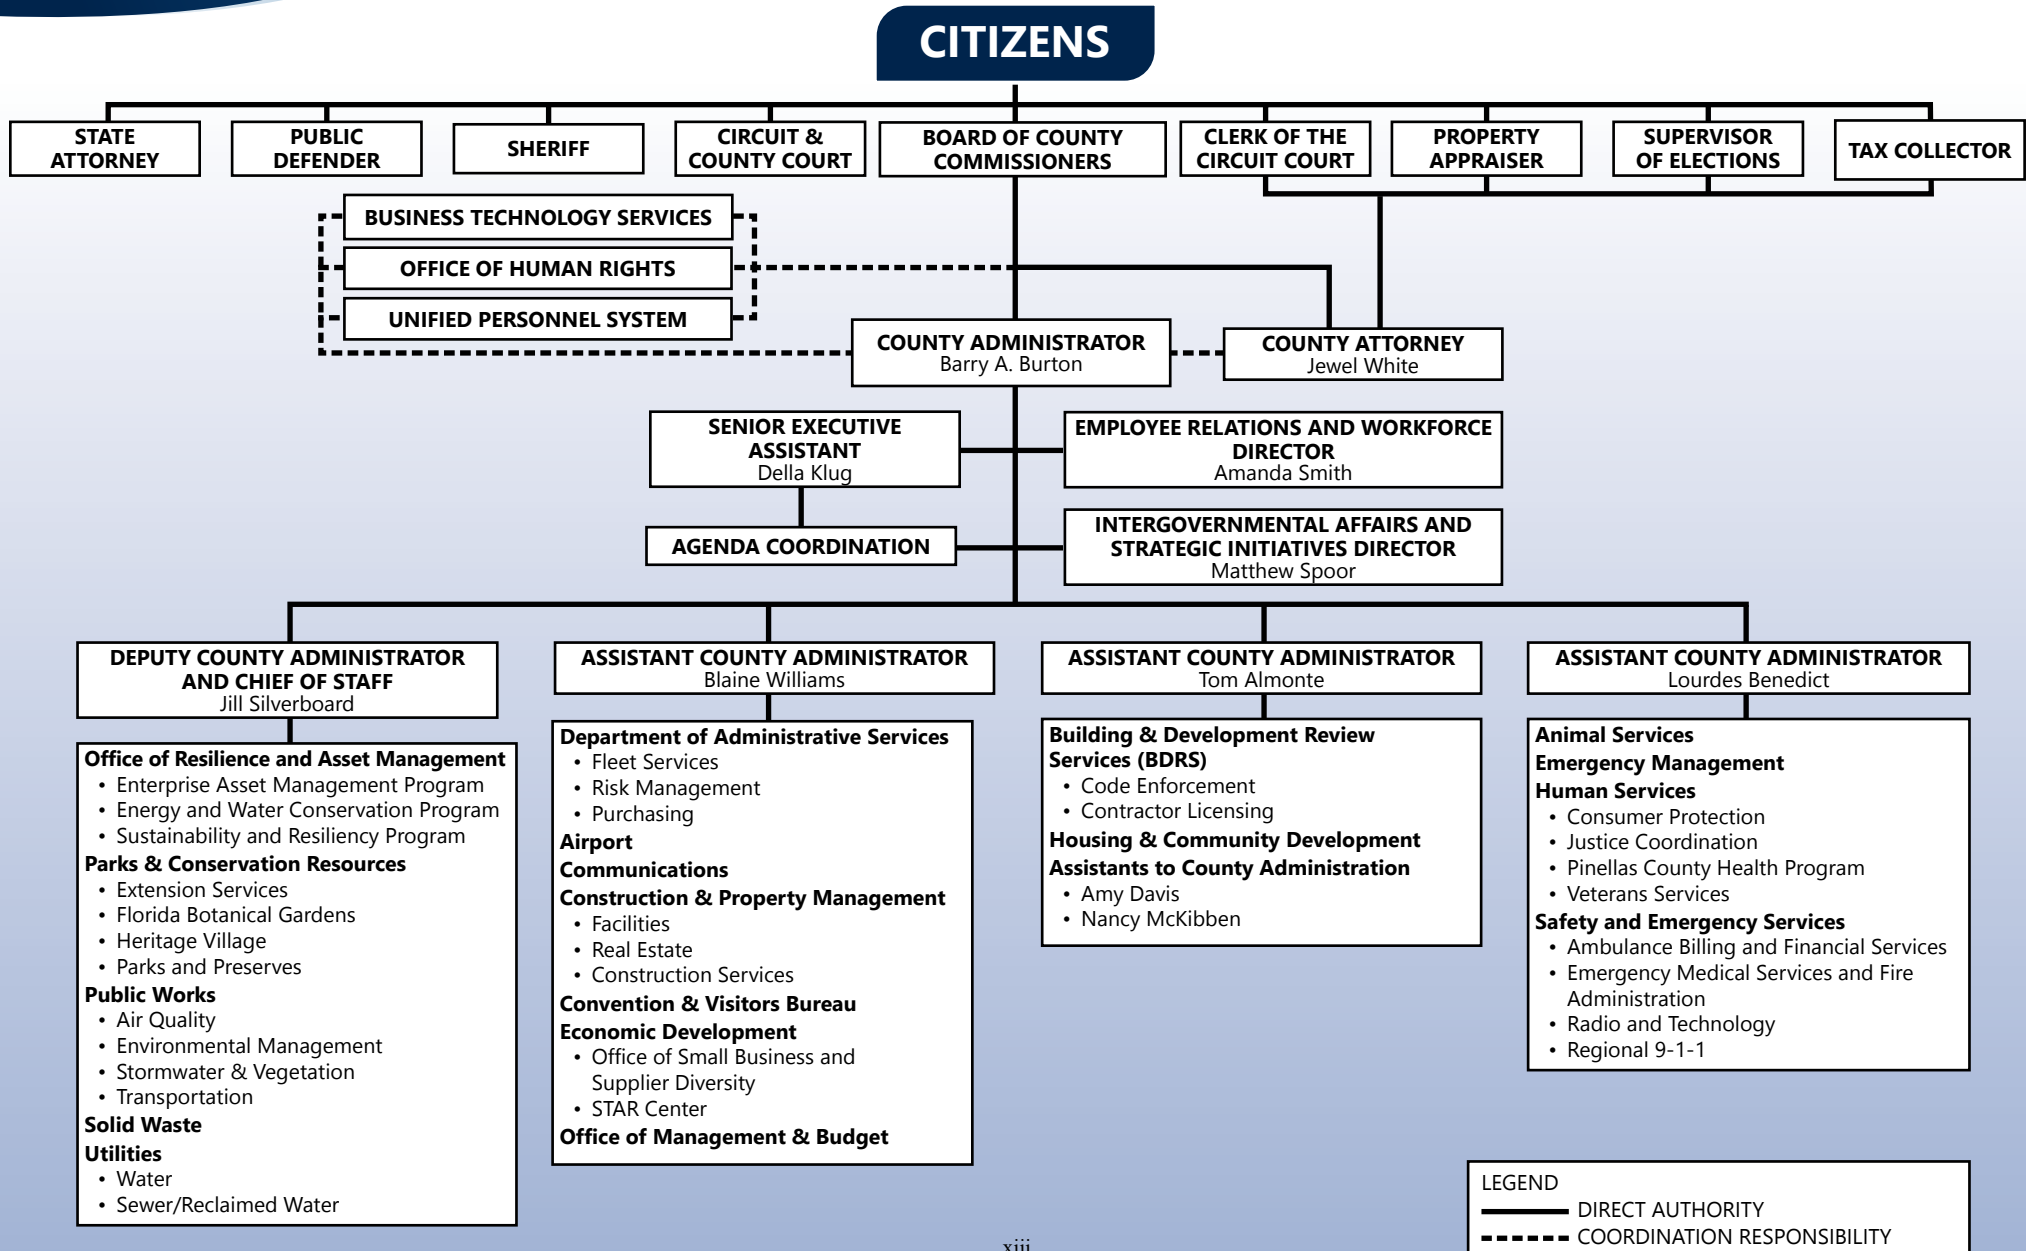 CITIZENS
STATE
ATTORNEY
PUBLIC
DEFENDER
SHERIFF
CIRCUIT &
COUNTY COURT
BOARD OF COUNTY
COMMISSIONERS
CLERK OF THE
CIRCUIT COURT
PROPERTY
APPRAISER
SUPERVISOR
OF ELECTIONS
TAX COLLECTOR
BUSINESS TECHNOLOGY SERVICES
OFFICE OF HUMAN RIGHTS
UNIFIED PERSONNEL SYSTEM
COUNTY ADMINISTRATOR
Barry A. Burton
COUNTY ATTORNEY
Jewel White
SENIOR EXECUTIVE
ASSISTANT
Della Klug
EMPLOYEE RELATIONS AND WORKFORCE
DIRECTOR
Amanda Smith
AGENDA COORDINATION
INTERGOVERNMENTAL AFFAIRS AND
STRATEGIC INITIATIVES DIRECTOR
Matthew Spoor
DEPUTY COUNTY ADMINISTRATOR
AND CHIEF OF STAFF
Jill Silverboard
Office of Resilience and Asset Management
• Enterprise Asset Management Program
• Energy and Water Conservation Program
• Sustainability and Resiliency Program
Parks & Conservation Resources
• Extension Services
• Florida Botanical Gardens
• Heritage Village
• Parks and Preserves
Public Works
• Air Quality
• Environmental Management
• Stormwater & Vegetation
• Transportation
Solid Waste
Utilities
• Water
• Sewer/Reclaimed Water
ASSISTANT COUNTY ADMINISTRATOR
Blaine Williams
Department of Administrative Services
• Fleet Services
• Risk Management
• Purchasing
Airport
Communications
Construction & Property Management
• Facilities
• Real Estate
• Construction Services
Convention & Visitors Bureau
Economic Development
• Office of Small Business and
Supplier Diversity
• STAR Center
Office of Management & Budget
ASSISTANT COUNTY ADMINISTRATOR
Tom Almonte
Building & Development Review
Services (BDRS)
• Code Enforcement
• Contractor Licensing
Housing & Community Development
Assistants to County Administration
• Amy Davis
• Nancy McKibben
ASSISTANT COUNTY ADMINISTRATOR
Lourdes Benedict
Animal Services
Emergency Management
Human Services
• Consumer Protection
• Justice Coordination
• Pinellas County Health Program
• Veterans Services
Safety and Emergency Services
• Ambulance Billing and Financial Services
• Emergency Medical Services and Fire
Administration
• Radio and Technology
• Regional 9-1-1
LEGEND
DIRECT AUTHORITY
COORDINATION RESPONSIBILITY
xiii